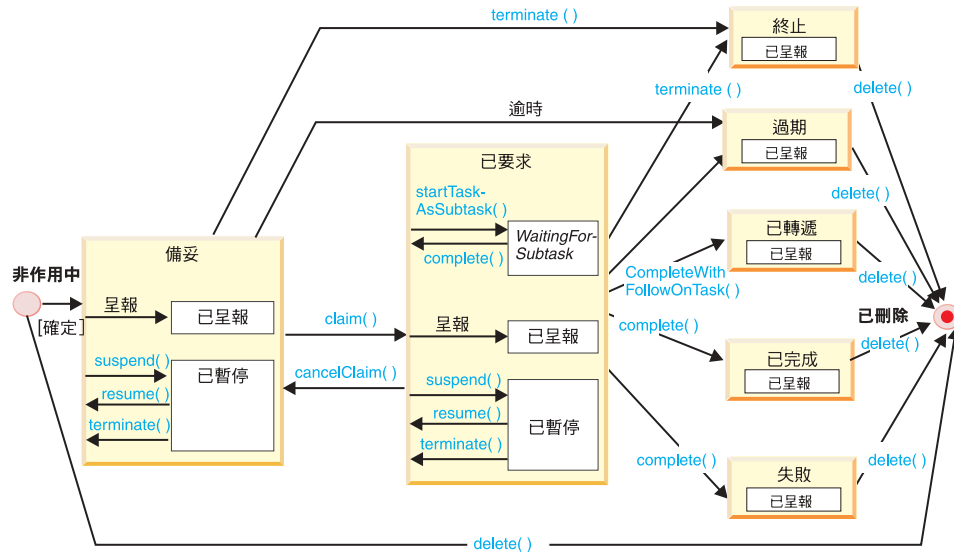 terminate ( )
終止
已呈報
terminate ( )
delete( )
逾時
過期
已呈報
已要求
startTask-
AsSubtask( )
WaitingFor-
Subtask
complete( )
delete( )
已轉遞
已呈報
備妥
非作用中
[確定]
呈報
已呈報
claim( )
呈報
已呈報
CompleteWith
FollowOnTask( )
delete( )
已刪除
complete( )
已完成
已呈報
delete( )
suspend( )
resume( )
terminate( )
已暫停
cancelClaim( )
suspend( )
resume( )
terminate( )
已暫停
complete( )
失敗
已呈報
delete( )
delete( )